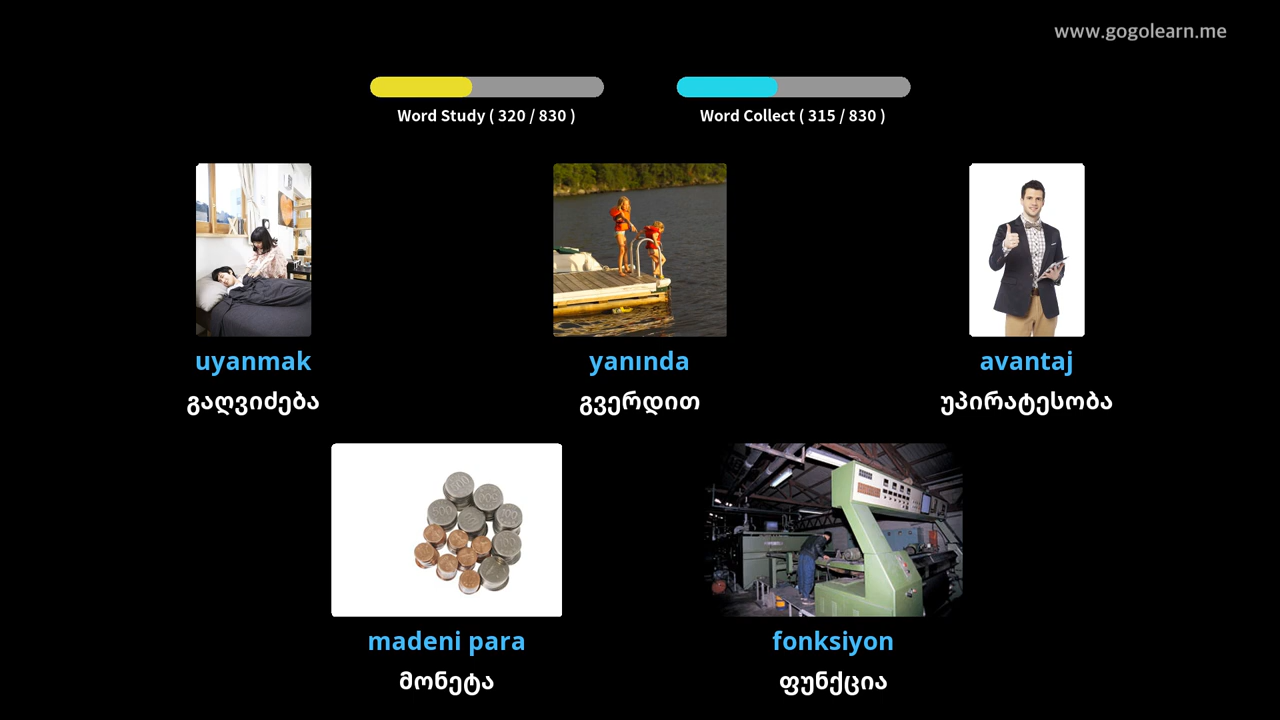 www.gogolearn.me
Word Study ( 320 / 830 )
Word Collect ( 315 / 830 )
uyanmak
გაღვიძება
yanında
გვერდით
avantaj
უპირატესობა
madeni para
მონეტა
fonksiyon
ფუნქცია